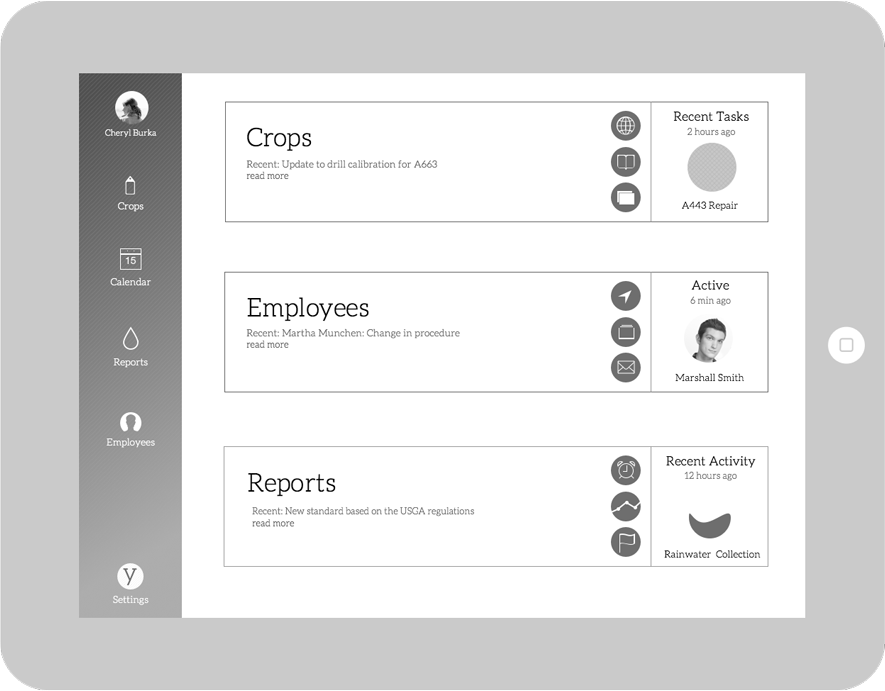 Cheryl Burka
Crops
15
Calendar
Reports
Employees
y
Settings
Crops
Recent: Update to drill calibration for A663
read more
Recent Tasks
2 hours ago
A443 Repair
Employees
Recent: Martha Munchen: Change in procedure
read more
Active
6 min ago
Marshall Smith
Reports
Recent: New standard based on the USGA regulations
read more
Recent Activity
12 hours ago
Rainwater Collection